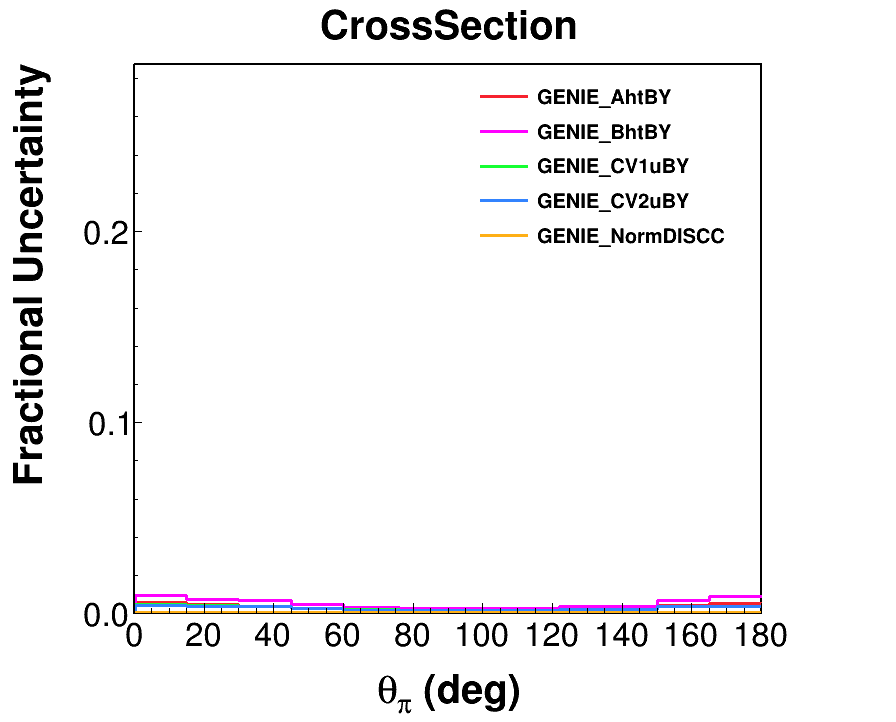 CrossSection
Fractional Uncertainty
GENIE_AhtBY
GENIE_BhtBY
GENIE_CV1uBY
GENIE_CV2uBY
GENIE_NormDISCC
0.2
0.1
0.0
0 20 40 60 80 100 120 140 160 180
θπ (deg)